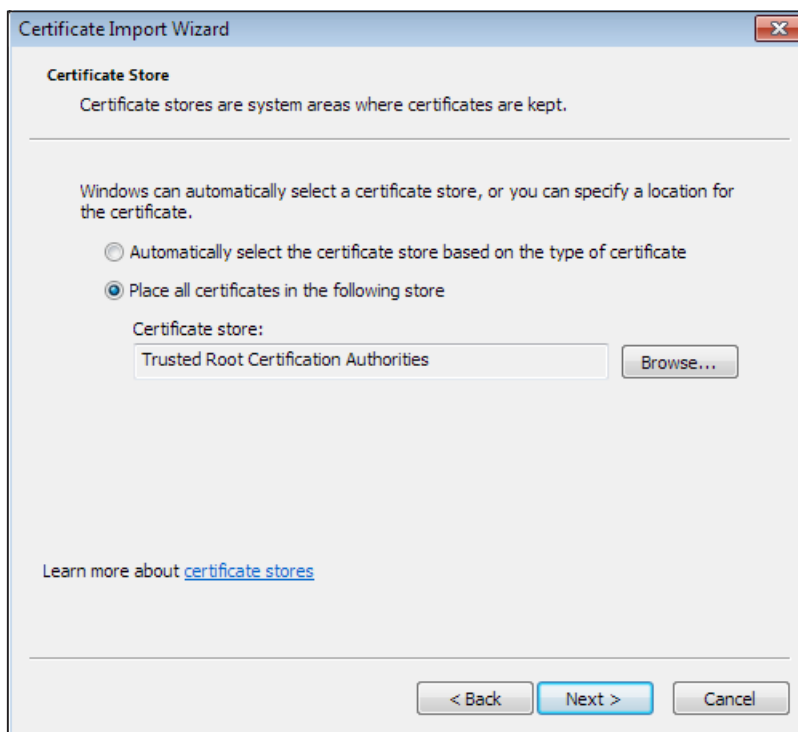 Certificate Import Wizard
Certificate Store
Certificate stores are system areas where certificates are kept.
Windows can automatically select a certificate store, or you can specify a location for
the certificate.
Automatically select the certificate store based on the type of certificate
Place all certificates in the following store
Certificate store:
Trusted Root Certification Authorities
Browse...
Learn more about certificate stores
< Back
Next >
Cancel